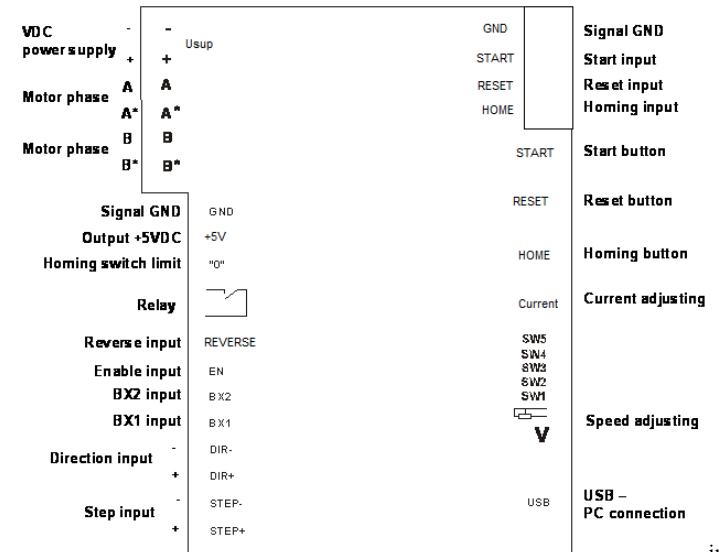 VDC
power supply
-
+
-
+
Usup
Motor phase
A
A*
A
A*
Motor phase
B
B*
B
B*
Signal GND
GND
Output +5VDC
+5V
Homing switch limit
"0"
Relay
Reverse input
REVERSE
Enable input
EN
BX2 input
BX2
BX1 input
BX1
Direction input
-
+
DIR-
DIR+
Step input
-
+
STEP-
STEP+
GND
Signal GND
START
Start input
RESET
Reset input
HOME
Homing input
START
Start button
RESET
Reset button
HOME
Homing button
Current
Current adjusting
SW5
SW4
SW3
SW2
SW1
V
Speed adjusting
USB
USB –
PC connection